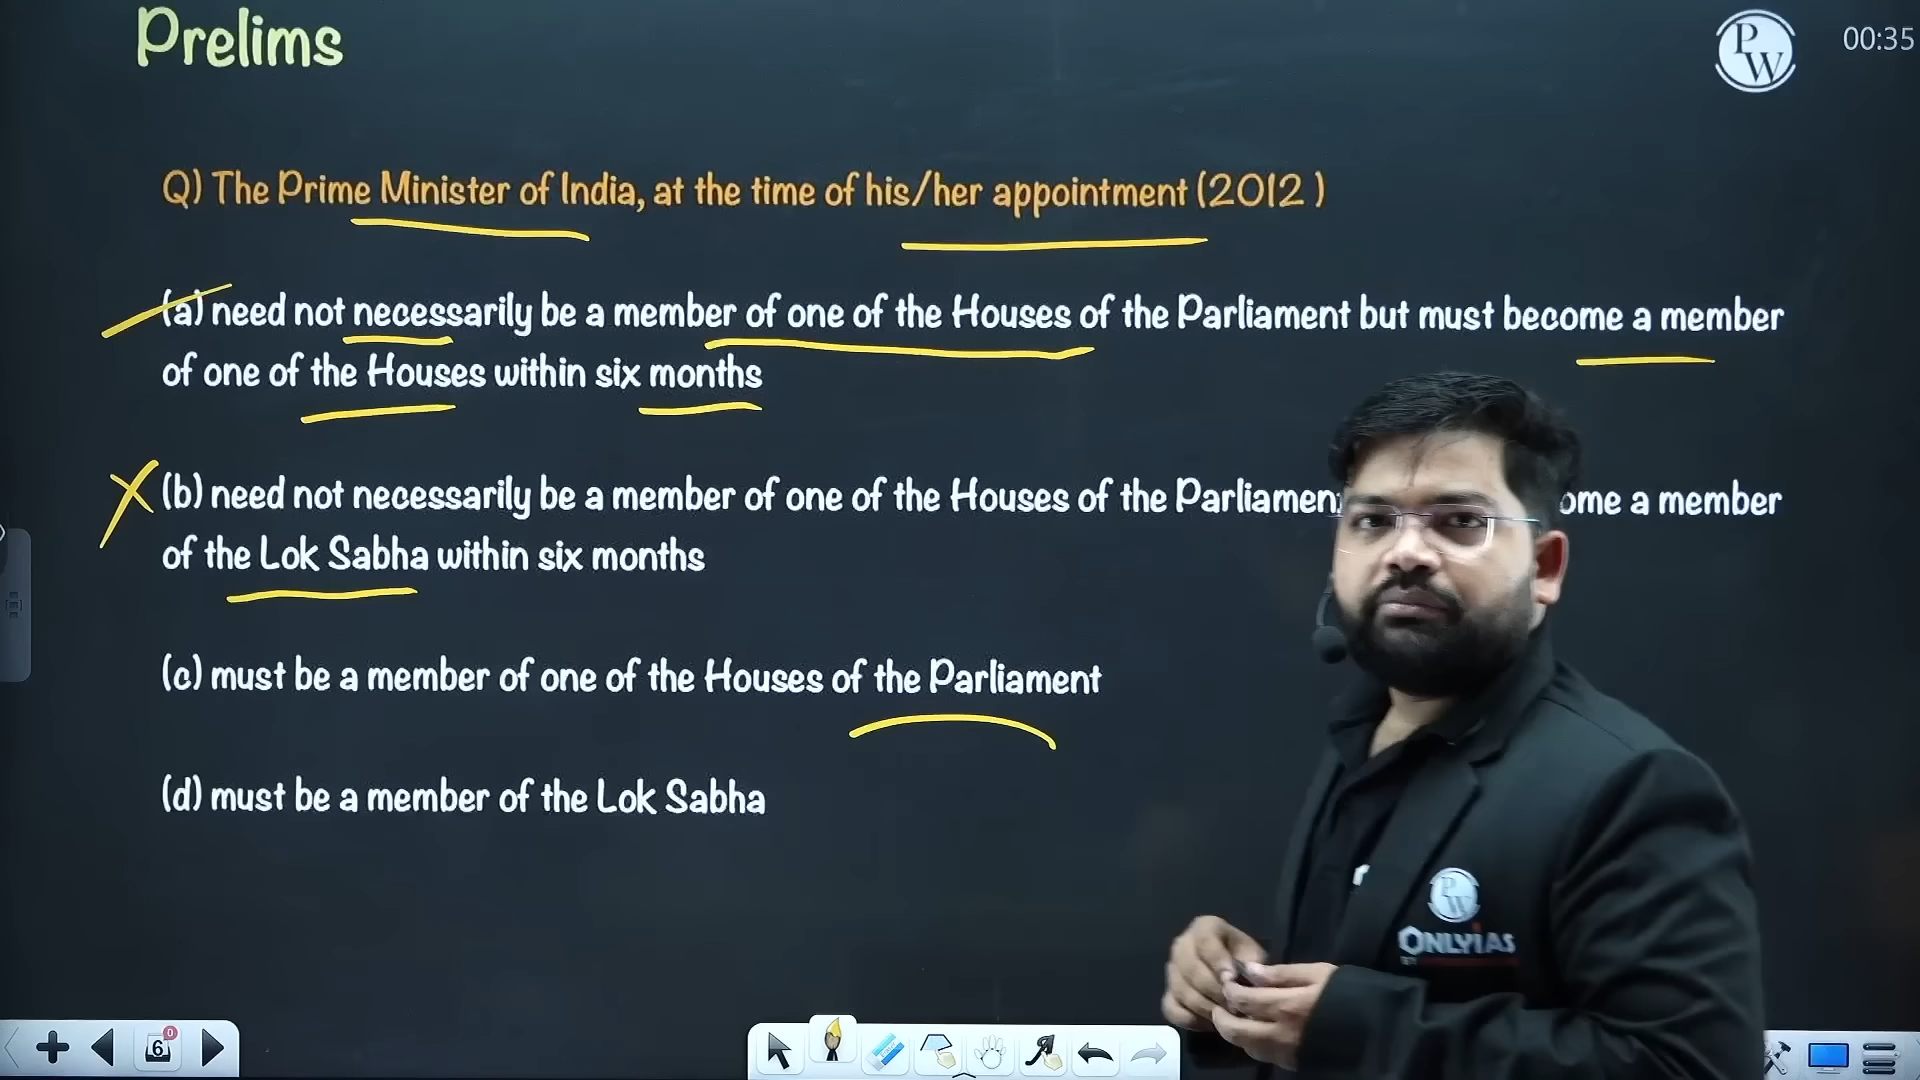 Prelims
PW
00:35
Q) The Prime Minister of India, at the time of his/her appointment (2012 )
(a) need not necessarily be a member of one of the Houses of the Parliament but must become a member
of one of the Houses within six months
(b) need not necessarily be a member of one of the Houses of the Parliamen ome a member
of the Lok Sabha within six months
(c) must be a member of one of the Houses of the Parliament
(d) must be a member of the Lok Sabha
PW
ONLYIAS
6
0